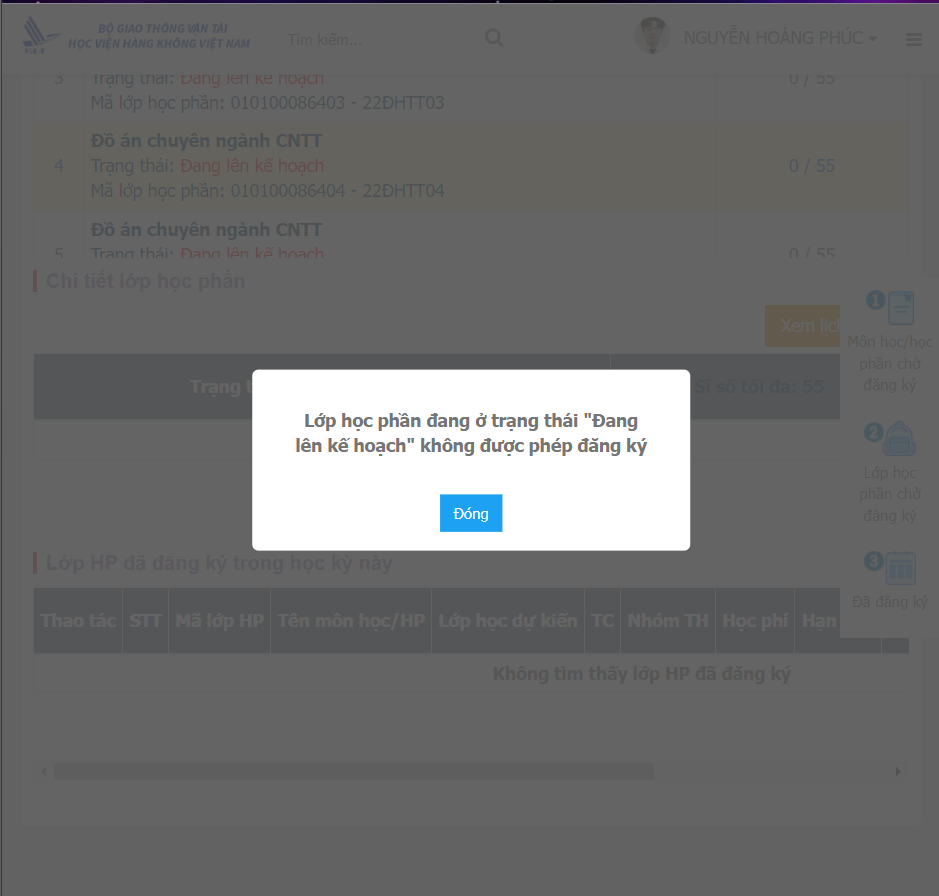 BỘ GIAO THÔNG VẬN TẢI
HỌC VIỆN HÀNG KHÔNG VIỆT NAM
Tìm kiếm...
NGUYỄN HOÀNG PHÚC
3
Trạng thái: Đang lên kế hoạch
0 / 55
Mã lớp học phần: 010100086403 - 22ĐHTT03
Đồ án chuyên ngành CNTT
4
Trạng thái: Đang lên kế hoạch
0 / 55
Mã lớp học phần: 010100086404 - 22ĐHTT04
Đồ án chuyên ngành CNTT
5
Trạng thái: Đang lên kế hoạch
0 / 55
Chi tiết lớp học phần
Xem lịc
1
Môn học/học
phần chờ
đăng ký
Trạng t
Sĩ số tối đa: 55
Lớp học phần đang ở trạng thái "Đang
lên kế hoạch" không được phép đăng ký
Đóng
2
Lớp học
phần chờ
đăng ký
3
Đã đăng ký
Lớp HP đã đăng ký trong học kỳ này
Thao tác STT Mã lớp HP Tên môn học/HP Lớp học dự kiến TC Nhóm TH Học phí Hạn
Không tìm thấy lớp HP đã đăng ký